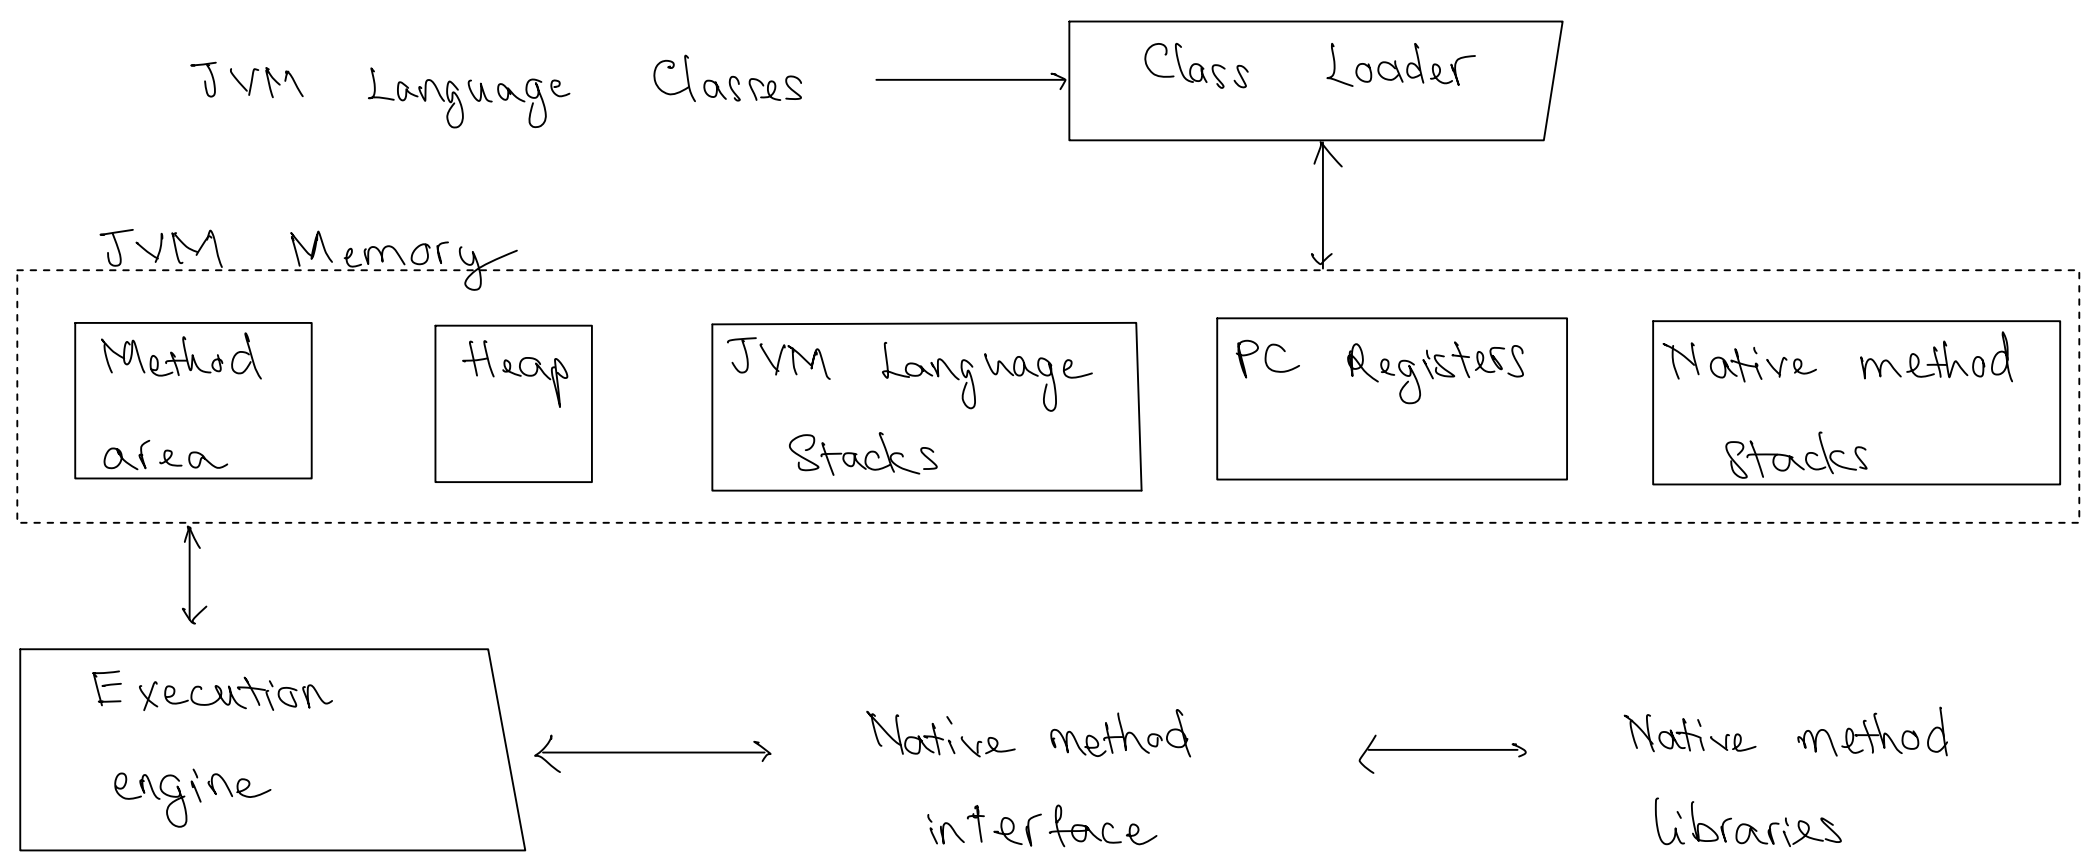 JVM Language Classes
Class Loader
JVM Memory
Method
area
Heap
JVM Language
Stacks
PC Registers
Native method
stacks
Execution
engine
Native method
interface
Native method
libraries